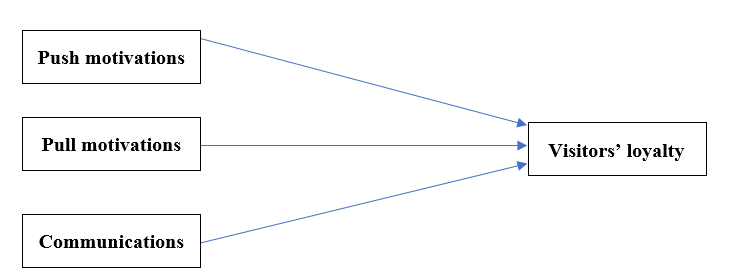 Push motivations
Pull motivations
Visitors’ loyalty
Communications